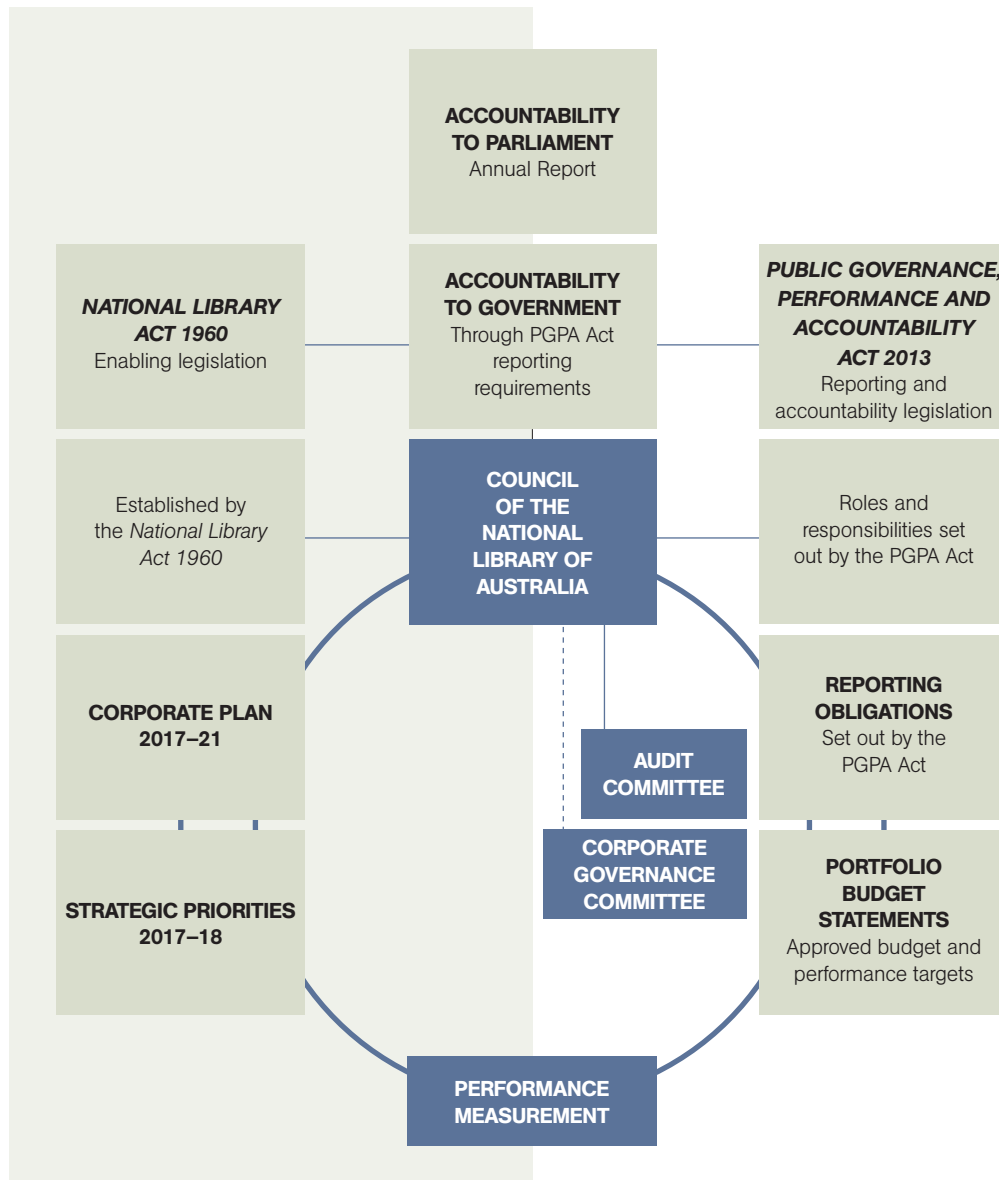 ACCOUNTABILITY
TO PARLIAMENT
Annual Report
NATIONAL LIBRARY
ACT 1960
Enabling legislation
ACCOUNTABILITY
TO GOVERNMENT
Through PGPA Act
reporting
requirements
PUBLIC GOVERNANCE,
PERFORMANCE AND
ACCOUNTABILITY
ACT 2013
Reporting and
accountability legislation
Established by
the National Library
Act 1960
COUNCIL
OF THE
NATIONAL
LIBRARY OF
AUSTRALIA
Roles and
responsibilities set
out by the PGPA Act
CORPORATE PLAN
2017–21
AUDIT
COMMITTEE
REPORTING
OBLIGATIONS
Set out by the
PGPA Act
STRATEGIC PRIORITIES
2017–18
CORPORATE
GOVERNANCE
COMMITTEE
PORTFOLIO
BUDGET
STATEMENTS
Approved budget and
performance targets
PERFORMANCE
MEASUREMENT